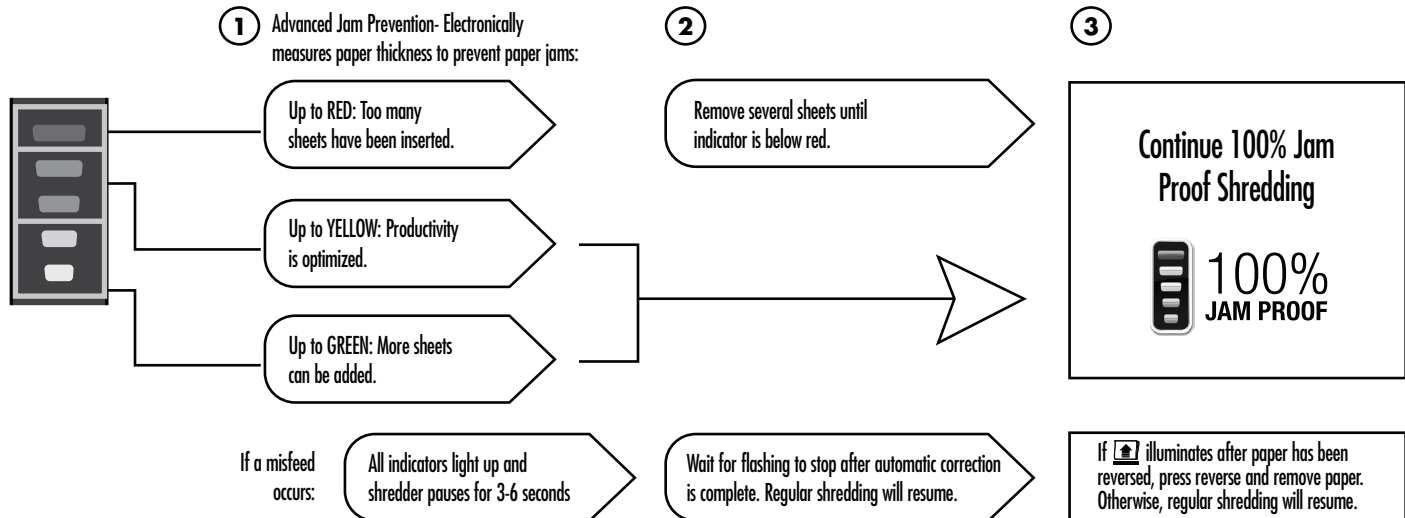 1
Advanced Jam Prevention- Electronically
measures paper thickness to prevent paper jams:
2
3
Up to RED: Too many
sheets have been inserted.
Remove several sheets until
indicator is below red.
Up to YELLOW: Productivity
is optimized.
Up to GREEN: More sheets
can be added.
Continue 100% Jam
Proof Shredding
100%
JAM PROOF
If a misfeed
occurs:
All indicators light up and
shredder pauses for 3-6 seconds
Wait for flashing to stop after automatic correction
is complete. Regular shredding will resume.
If illuminates after paper has been
reversed, press reverse and remove paper.
Otherwise, regular shredding will resume.